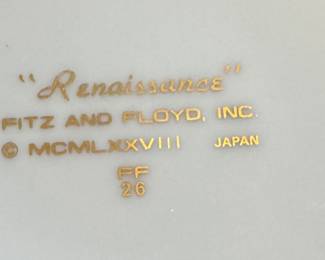 "Renaissance"
FITZ AND FLOYD, INC.
© MCMLXXVIII JAPAN
FF
26